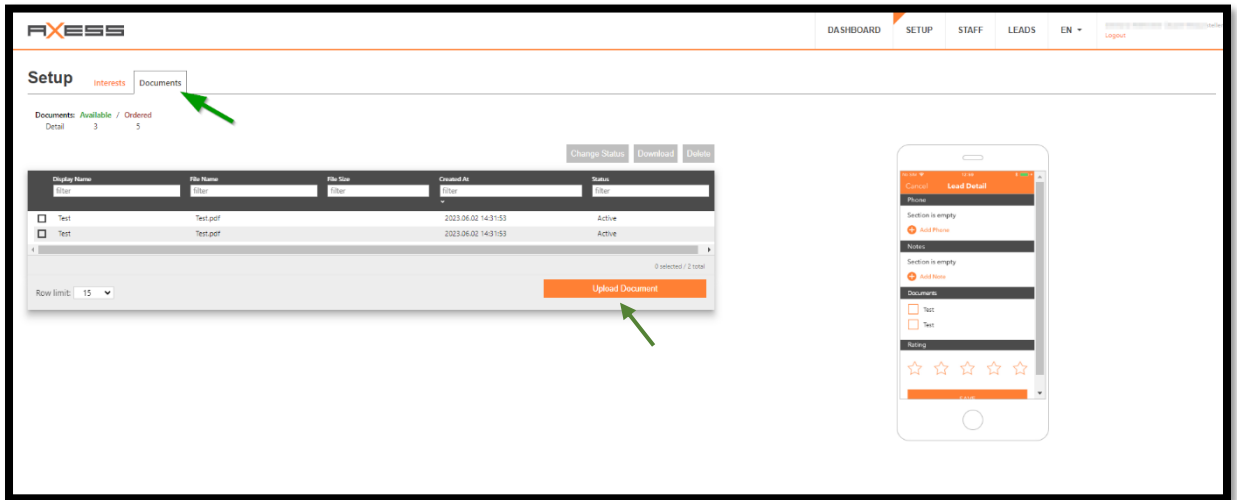 AXESS
DASHBOARD SETUP STAFF LEADS EN
Logout
Setup Interests Documents
Documents: Available / Ordered
Detail 3 5
Change Status Download Delete
Display Name File Name File Size Created At Status
filter filter filter filter filter
Test Test.pdf 2023.06.02 14:31:53 Active
Test Test.pdf 2023.06.02 14:31:53 Active
0 selected / 2 total
Row limit: 15
Upload Document
Cancel Lead Detail
Phone
Section is empty
Add Phone
Notes
Section is empty
Add Note
Documents
Test
Test
Rating